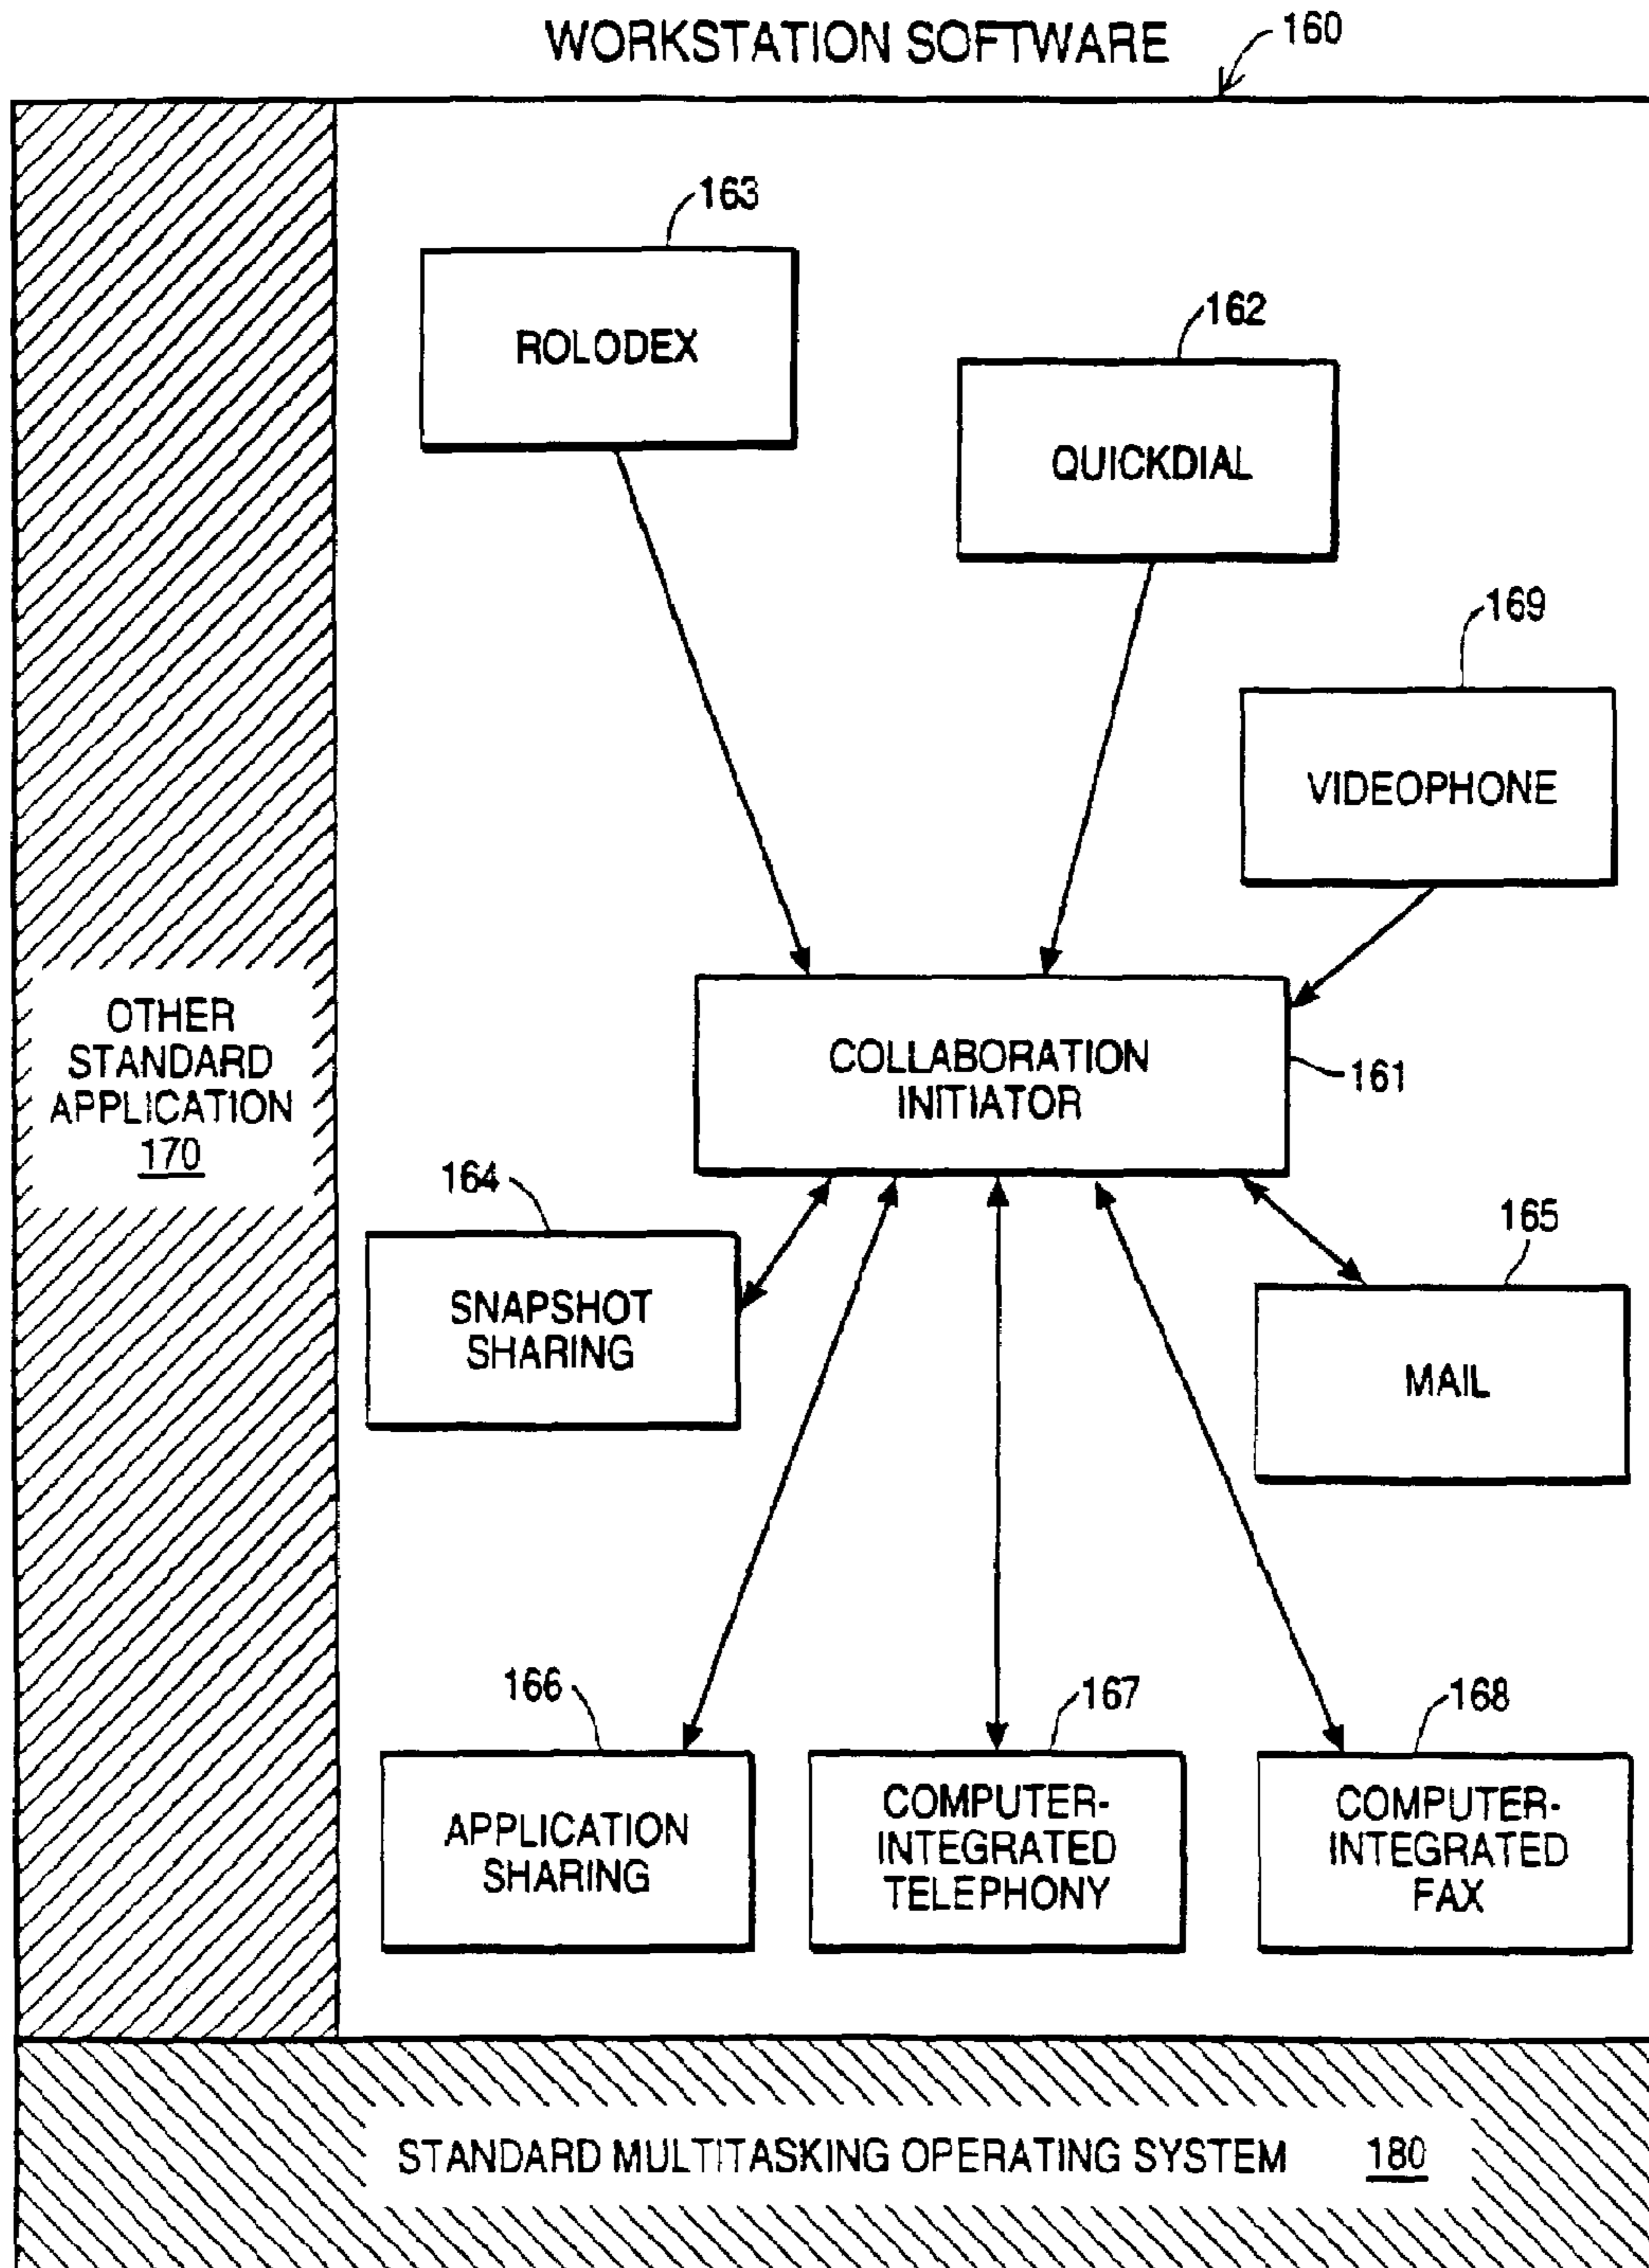 WORKSTATION SOFTWARE
160
163
ROLODEX
162
QUICKDIAL
169
VIDEOPHONE
COLLABORATION
INITIATOR
161
OTHER
STANDARD
APPLICATION
170
164
SNAPSHOT
SHARING
165
MAIL
166
APPLICATION
SHARING
167
COMPUTER-
INTEGRATED
TELEPHONY
168
COMPUTER-
INTEGRATED
FAX
STANDARD MULTITASKING OPERATING SYSTEM 180